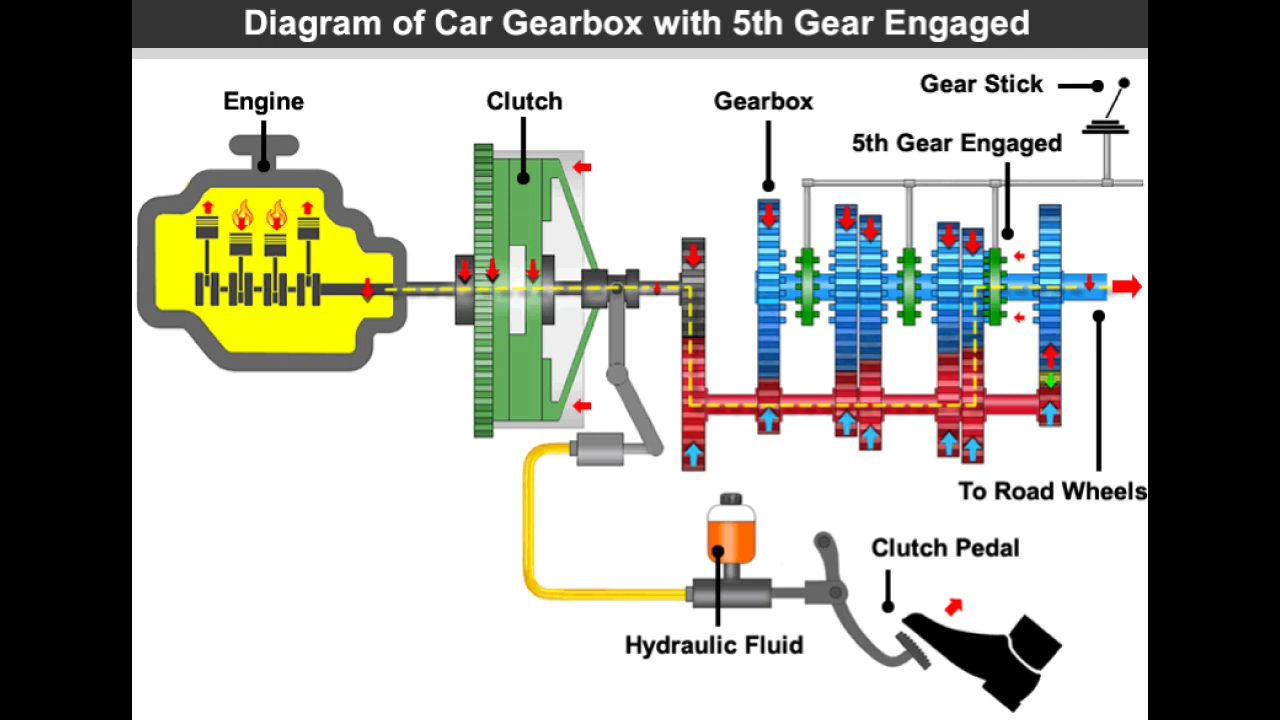 Diagram of Car Gearbox with 5th Gear Engaged
Gear Stick
Engine
Clutch
Gearbox
5th Gear Engaged
To Road Wheels
Clutch Pedal
Hydraulic Fluid